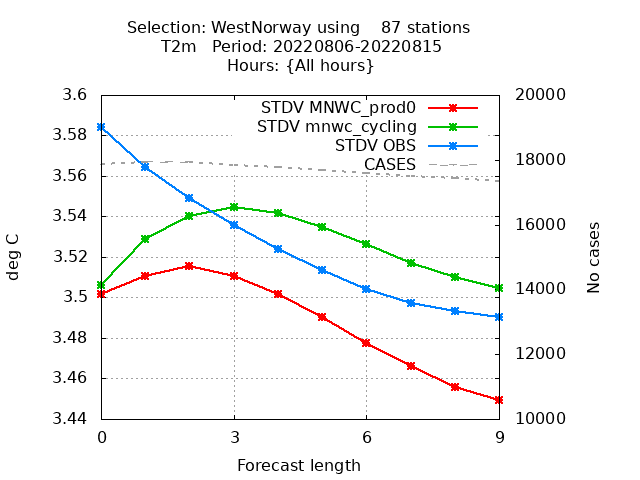 Selection: WestNorway using    87 stations
T2m   Period: 20220806-20220815
Hours: {All hours}
STDV MNWC_prod0
STDV mnwc_cycling
STDV OBS
CASES
deg C
3.6
3.58
3.56
3.54
3.52
3.5
3.48
3.46
3.44
20000
18000
16000
14000
12000
10000
No cases
0 3 6 9
Forecast length